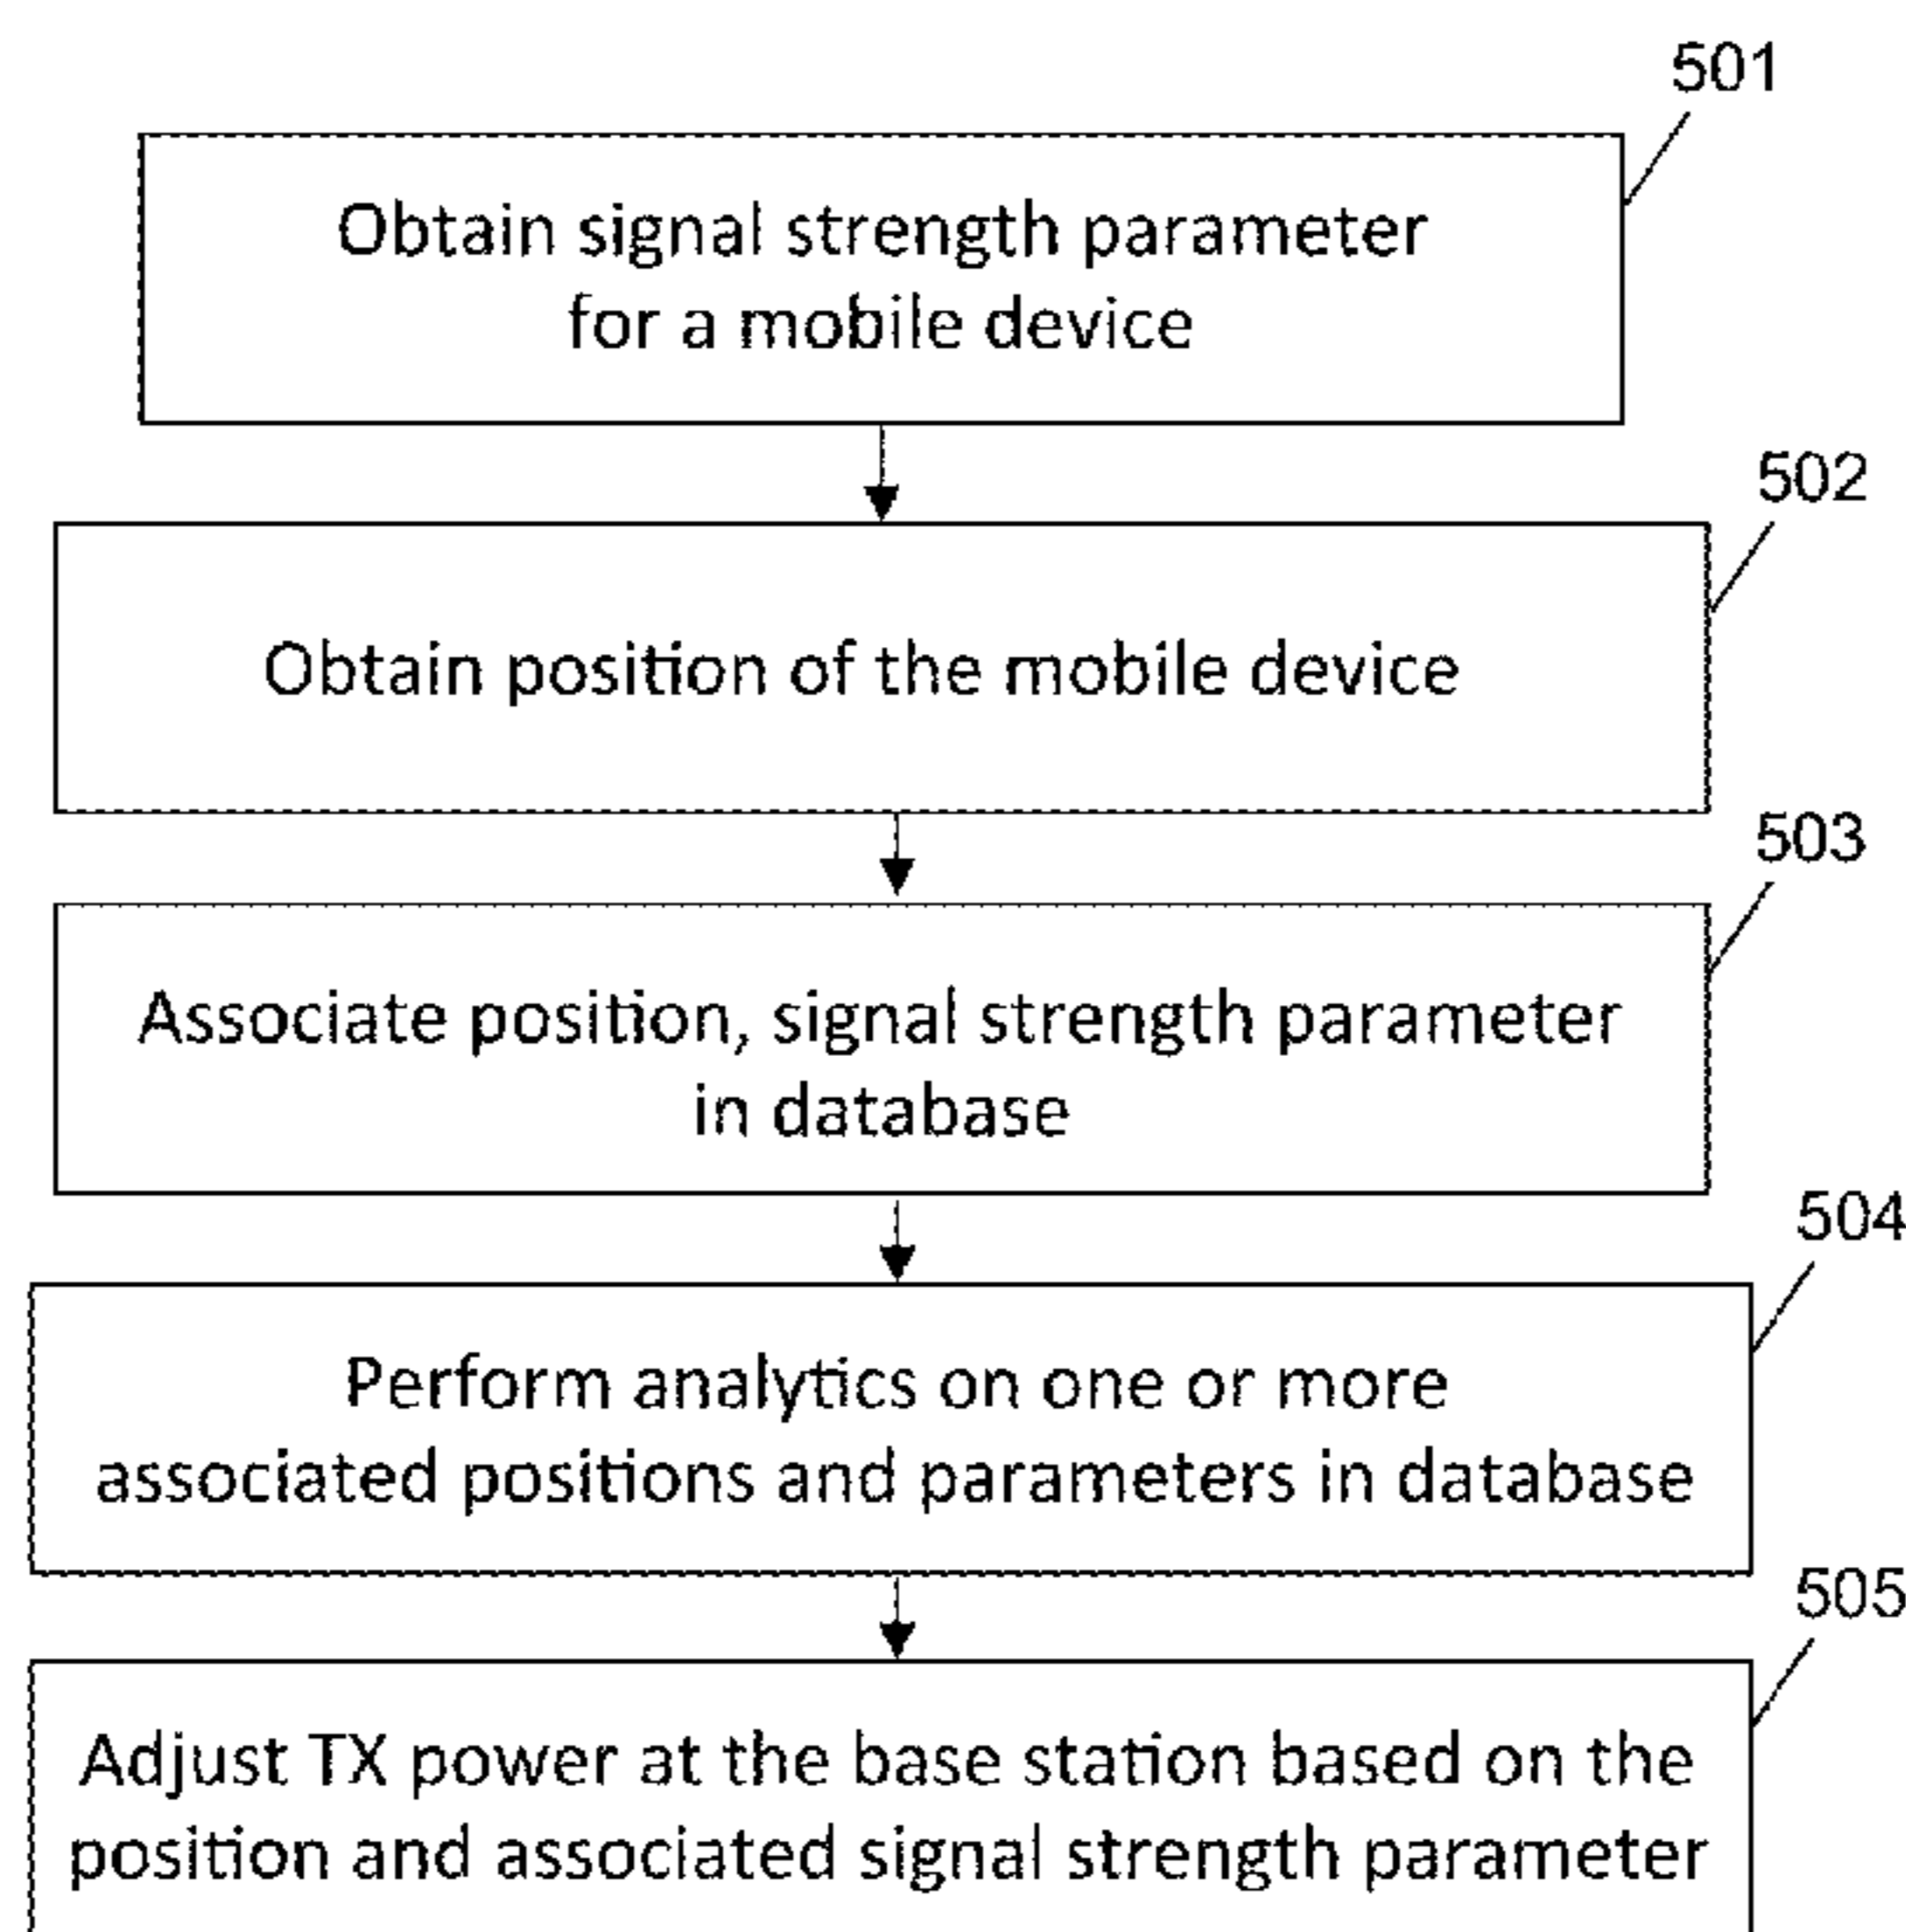 501
Obtain signal strength parameter
for a mobile device
502
Obtain position of the mobile device
503
Associate position, signal strength parameter
in database
504
Perform analytics on one or more
associated positions and parameters in database
505
Adjust TX power at the base station based on the
position and associated signal strength parameter